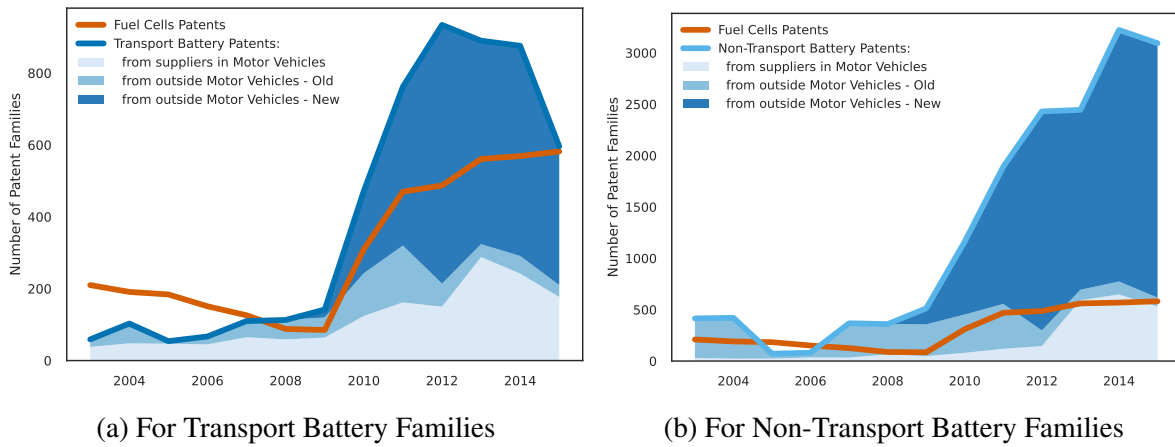 Fuel Cells Patents
Transport Battery Patents:
from suppliers in Motor Vehicles
from outside Motor Vehicles - Old
from outside Motor Vehicles - New
Number of Patent Families
800
600
400
200
0
2004 2006 2008 2010 2012 2014
(a) For Transport Battery Families
Fuel Cells Patents
Non-Transport Battery Patents:
from suppliers in Motor Vehicles
from outside Motor Vehicles - Old
from outside Motor Vehicles - New
Number of Patent Families
3000
2500
2000
1500
1000
500
0
2004 2006 2008 2010 2012 2014
(b) For Non-Transport Battery Families